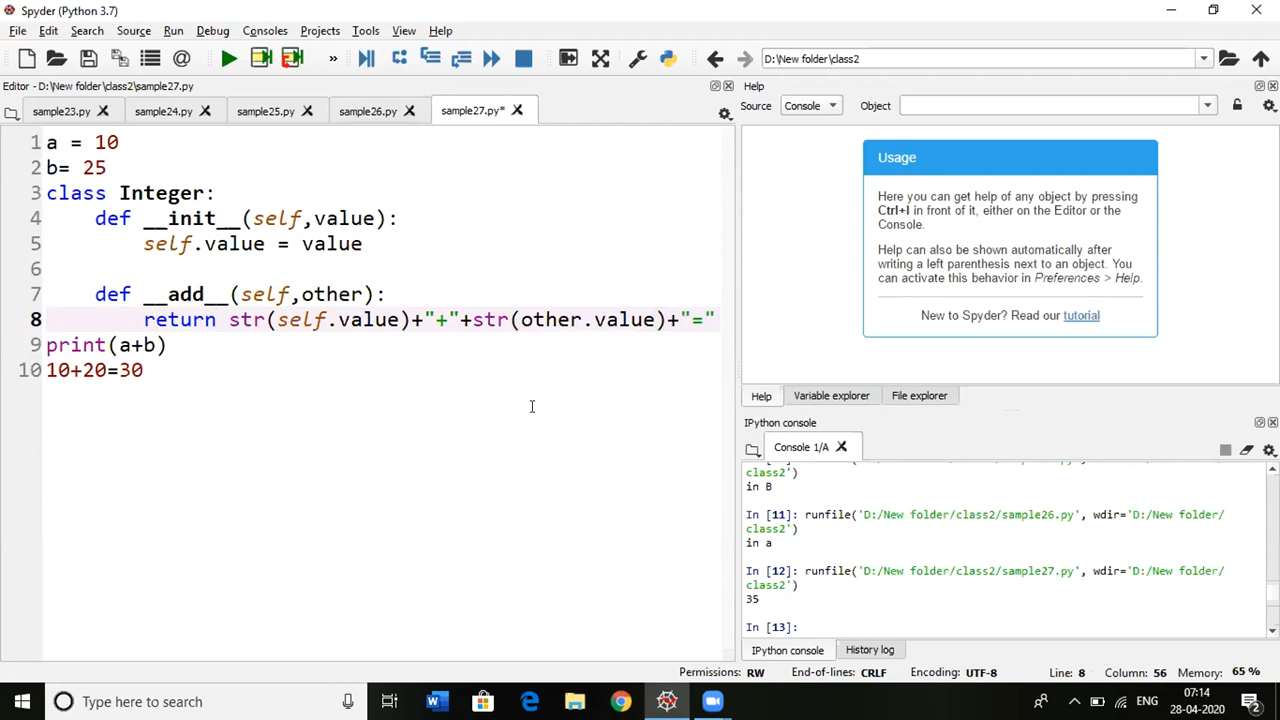 Spyder (Python 3.7)
File Edit Search Source Run Debug Consoles Projects Tools View Help
D:\New folder\class2
Editor - D:\New folder\class2\sample27.py
sample23.py sample24.py sample25.py sample26.py sample27.py*
1 a = 10
2 b= 25
3 class Integer:
4 def __init__(self,value):
5 self.value = value
6
7 def __add__(self,other):
8 return str(self.value)+"+"+str(other.value)+"="
9 print(a+b)
10 10+20=30
Help
Source Console Object
Usage
Here you can get help of any object by pressing
Ctrl+I in front of it, either on the Editor or the
Console.
Help can also be shown automatically after
writing a left parenthesis next to an object. You
can activate this behavior in Preferences > Help.
New to Spyder? Read our tutorial
Help Variable explorer File explorer
IPython console
Console 1/A
class2')
in B
In [11]: runfile('D:/New folder/class2/sample26.py', wdir='D:/New folder/
class2')
in a
In [12]: runfile('D:/New folder/class2/sample27.py', wdir='D:/New folder/
class2')
35
In [13]:
IPython console History log
Permissions: RW End-of-lines: CRLF Encoding: UTF-8 Line: 8 Column: 56 Memory: 65 %
Type here to search
ENG
07:14
28-04-2020
2